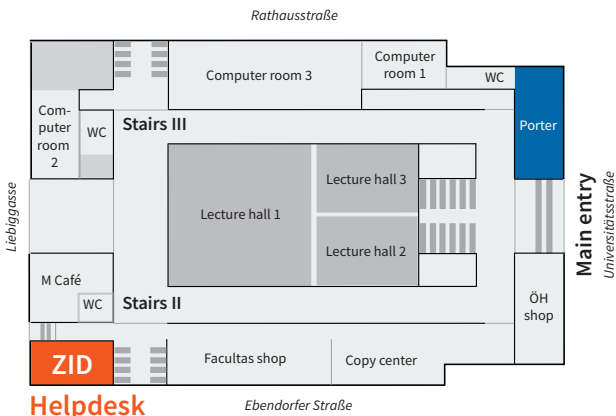 Rathausstraße
Computer
room 1
Computer room 3
WC
Com-
puter
room
2
WC
Stairs III
Porter
Lecture hall 1
Lecture hall 3
Lecture hall 2
Liebiggasse
Main entry
Universitätsstraße
M Café
WC
Stairs II
ÖH
shop
ZID
Facultas shop
Copy center
Helpdesk
Ebendorfer Straße